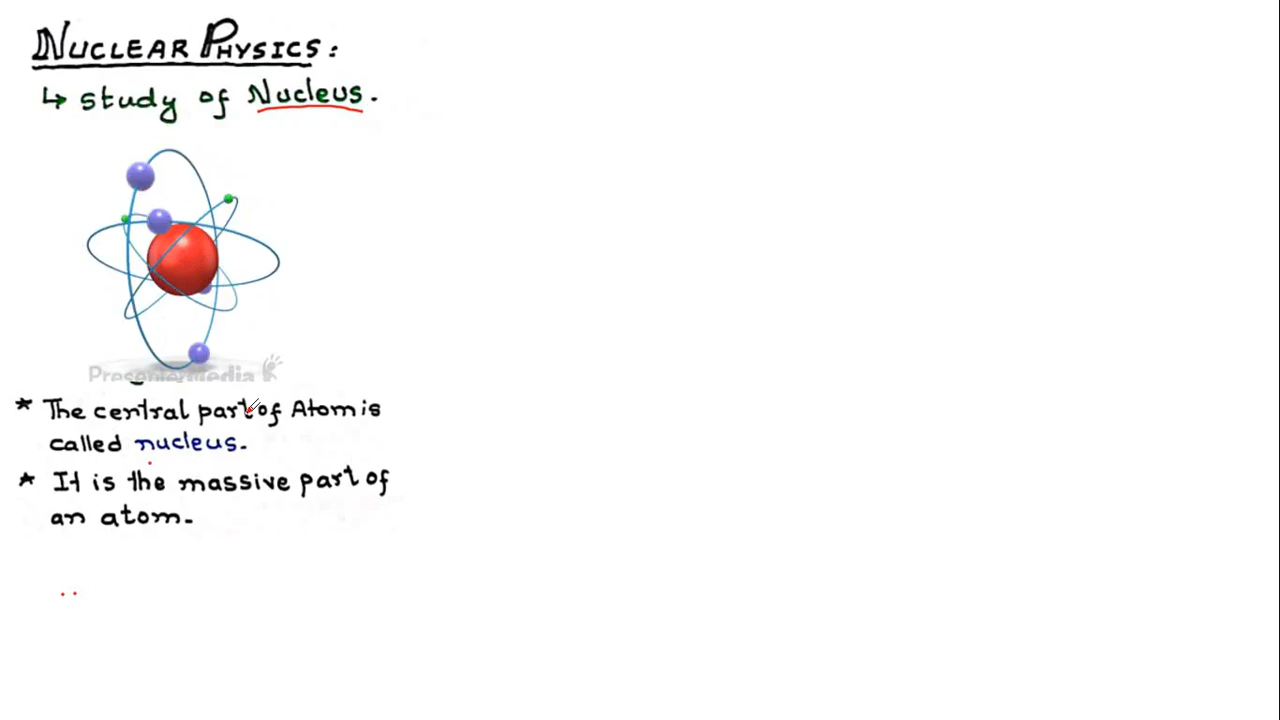 NUCLEAR PHYSICS:
↳ study of Nucleus.
PresenterMedia
* The central part of Atom is
called nucleus.
* It is the massive part of
an atom.